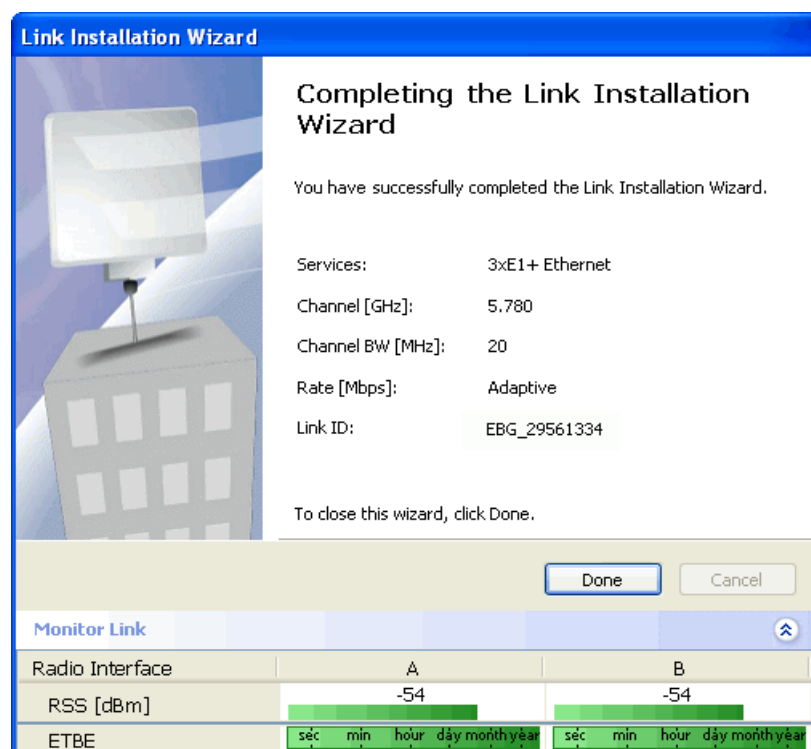 Link Installation Wizard
Completing the Link Installation
Wizard
You have successfully completed the Link Installation Wizard.
Services: 3xE1+ Ethernet
Channel [GHz]: 5.780
Channel BW [MHz]: 20
Rate [Mbps]: Adaptive
Link ID: EBG_29561334
To close this wizard, click Done.
Done Cancel
Monitor Link
Radio Interface A B
RSS [dBm] -54 -54
ETBE sec min hour day month year sec min hour day month year